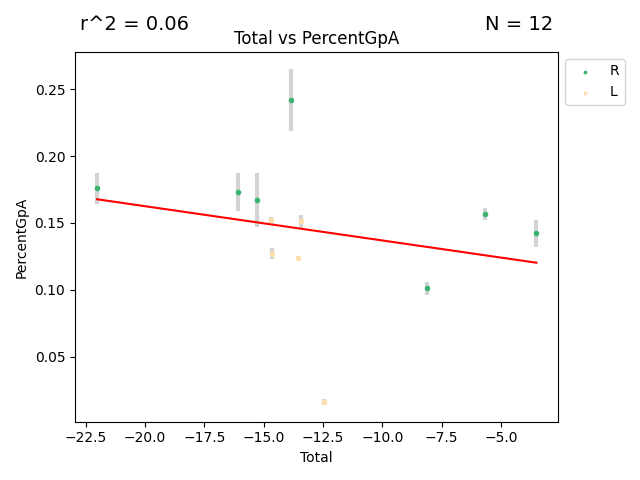 r^2 = 0.06
N = 12
Total vs PercentGpA
R
L
0.25
0.20
0.15
0.10
0.05
PercentGpA
−22.5 −20.0 −17.5 −15.0 −12.5 −10.0 −7.5 −5.0
Total